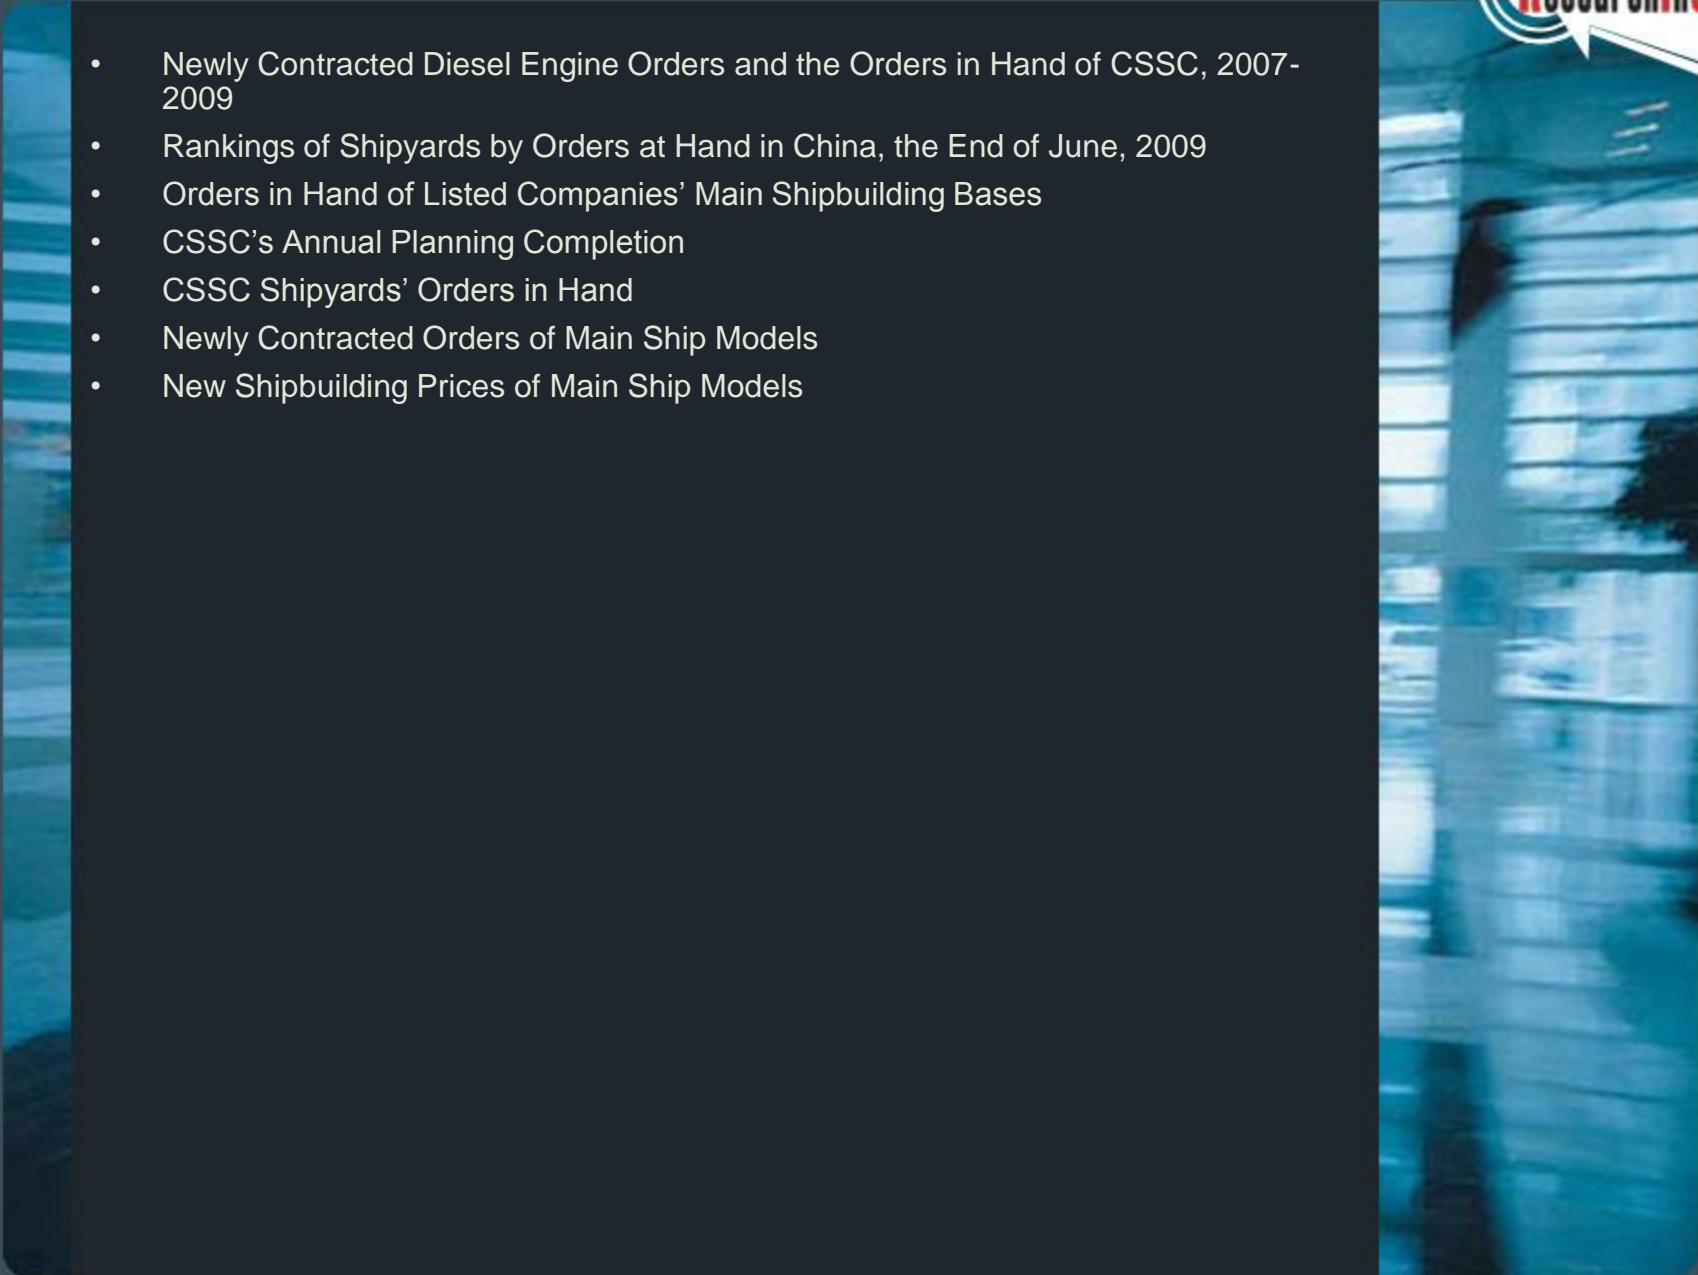 • Newly Contracted Diesel Engine Orders and the Orders in Hand of CSSC, 2007-
2009
• Rankings of Shipyards by Orders at Hand in China, the End of June, 2009
• Orders in Hand of Listed Companies’ Main Shipbuilding Bases
• CSSC’s Annual Planning Completion
• CSSC Shipyards’ Orders in Hand
• Newly Contracted Orders of Main Ship Models
• New Shipbuilding Prices of Main Ship Models